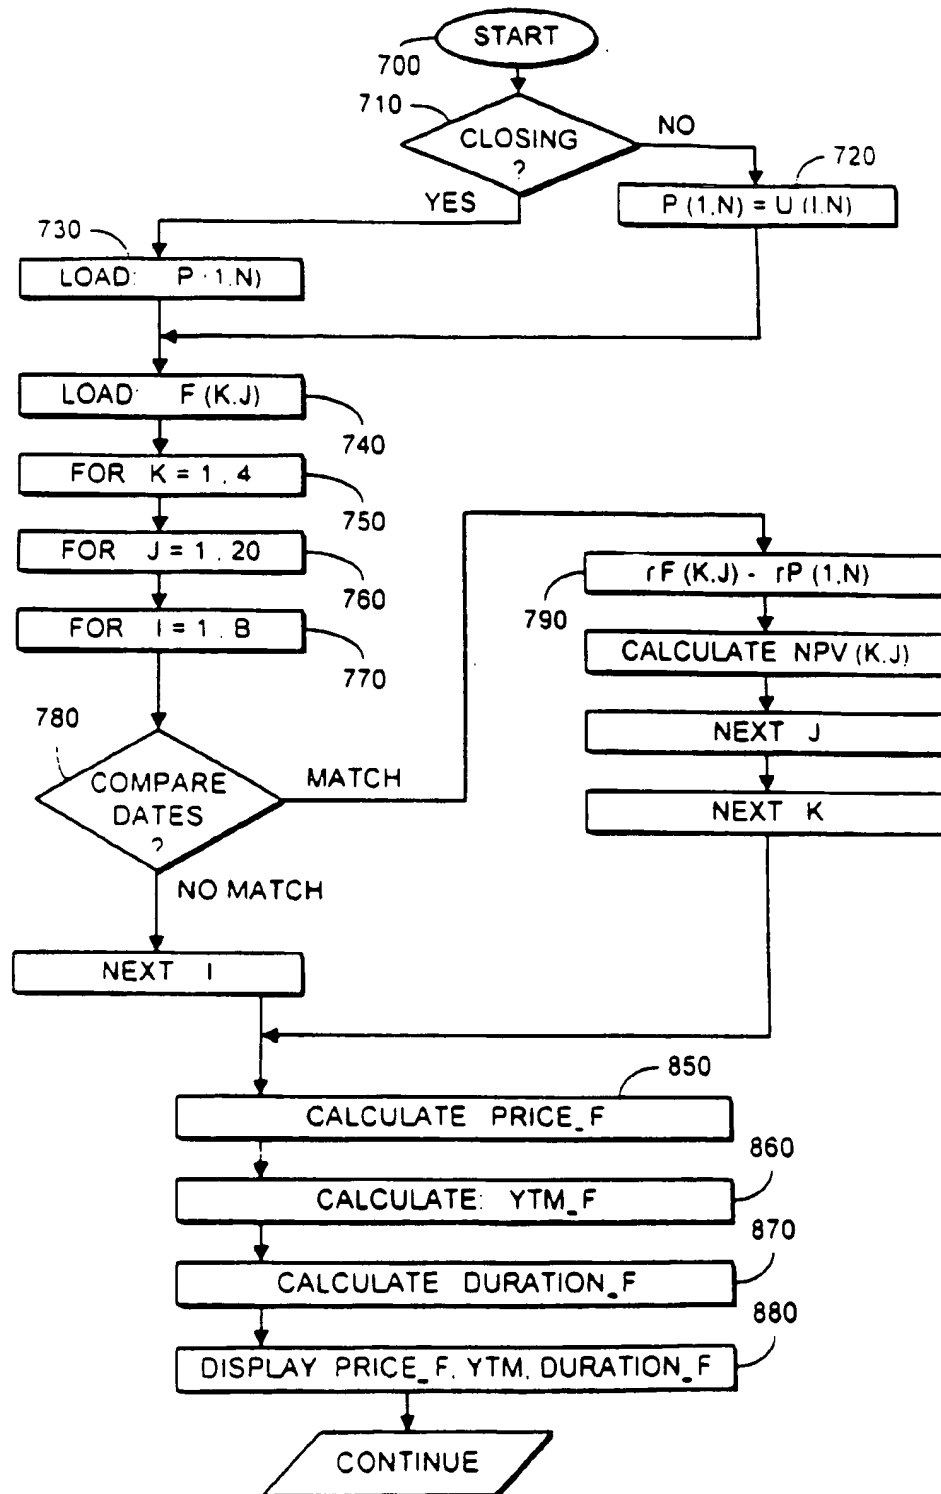 START
700
710
CLOSING
?
NO
YES
720
P (1.N) = U (I.N)
730
LOAD: P (1.N)
LOAD: F (K.J)
740
FOR K = 1 . 4
750
FOR J = 1 . 20
760
FOR I = 1 . B
770
780
COMPARE
DATES
?
MATCH
NO MATCH
790
rF (K.J) - rP (1.N)
CALCULATE NPV (K.J)
NEXT J
NEXT K
NEXT I
850
CALCULATE PRICE_F
860
CALCULATE: YTM_F
870
CALCULATE DURATION_F
880
DISPLAY PRICE_F, YTM, DURATION_F
CONTINUE